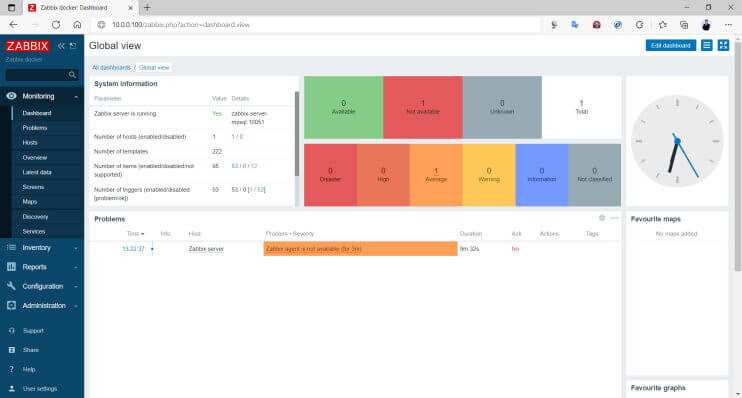 Zabbix docker: Dashboard
10.0.0.100/zabbix.php?action=dashboard.view
ZABBIX
Zabbix docker
Monitoring
Dashboard
Problems
Hosts
Overview
Latest data
Screens
Maps
Discovery
Services
Inventory
Reports
Configuration
Administration
Support
Share
Help
User settings
Global view
Edit dashboard
All dashboards / Global view
System information
Parameter Value Details
Zabbix server is running Yes zabbix-server-
mysql:10051
Number of hosts (enabled/disabled) 1 1 / 0
Number of templates 222
Number of items (enabled/disabled/not
supported) 95 83 / 0 / 12
Number of triggers (enabled/disabled
[problem/ok]) 53 53 / 0 [1 / 52]
0 1 0 1
Available Not available Unknown Total
0 0 1 0 0 0
Disaster High Average Warning Information Not classified
Problems
Time Info Host Problem • Severity Duration Ack Actions Tags
13:22:37 Zabbix server Zabbix agent is not available (for 3m) 9m 32s No
Favourite maps
No maps added
Favourite graphs